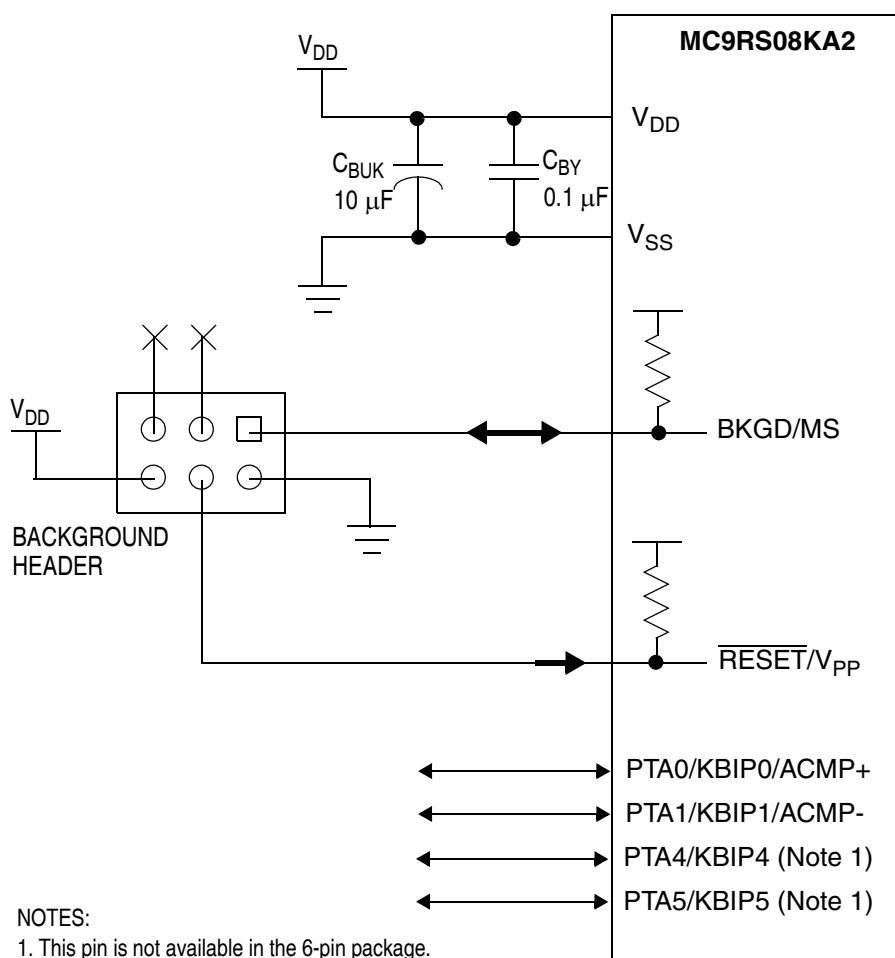 MC9RS08KA2
VDD
VDD
CBUK
10 μF
CBY
0.1 μF
VSS
VDD
BKGD/MS
BACKGROUND
HEADER
RESET/VPP
PTA0/KBIP0/ACMP+
PTA1/KBIP1/ACMP-
PTA4/KBIP4 (Note 1)
PTA5/KBIP5 (Note 1)
NOTES:
1. This pin is not available in the 6-pin package.